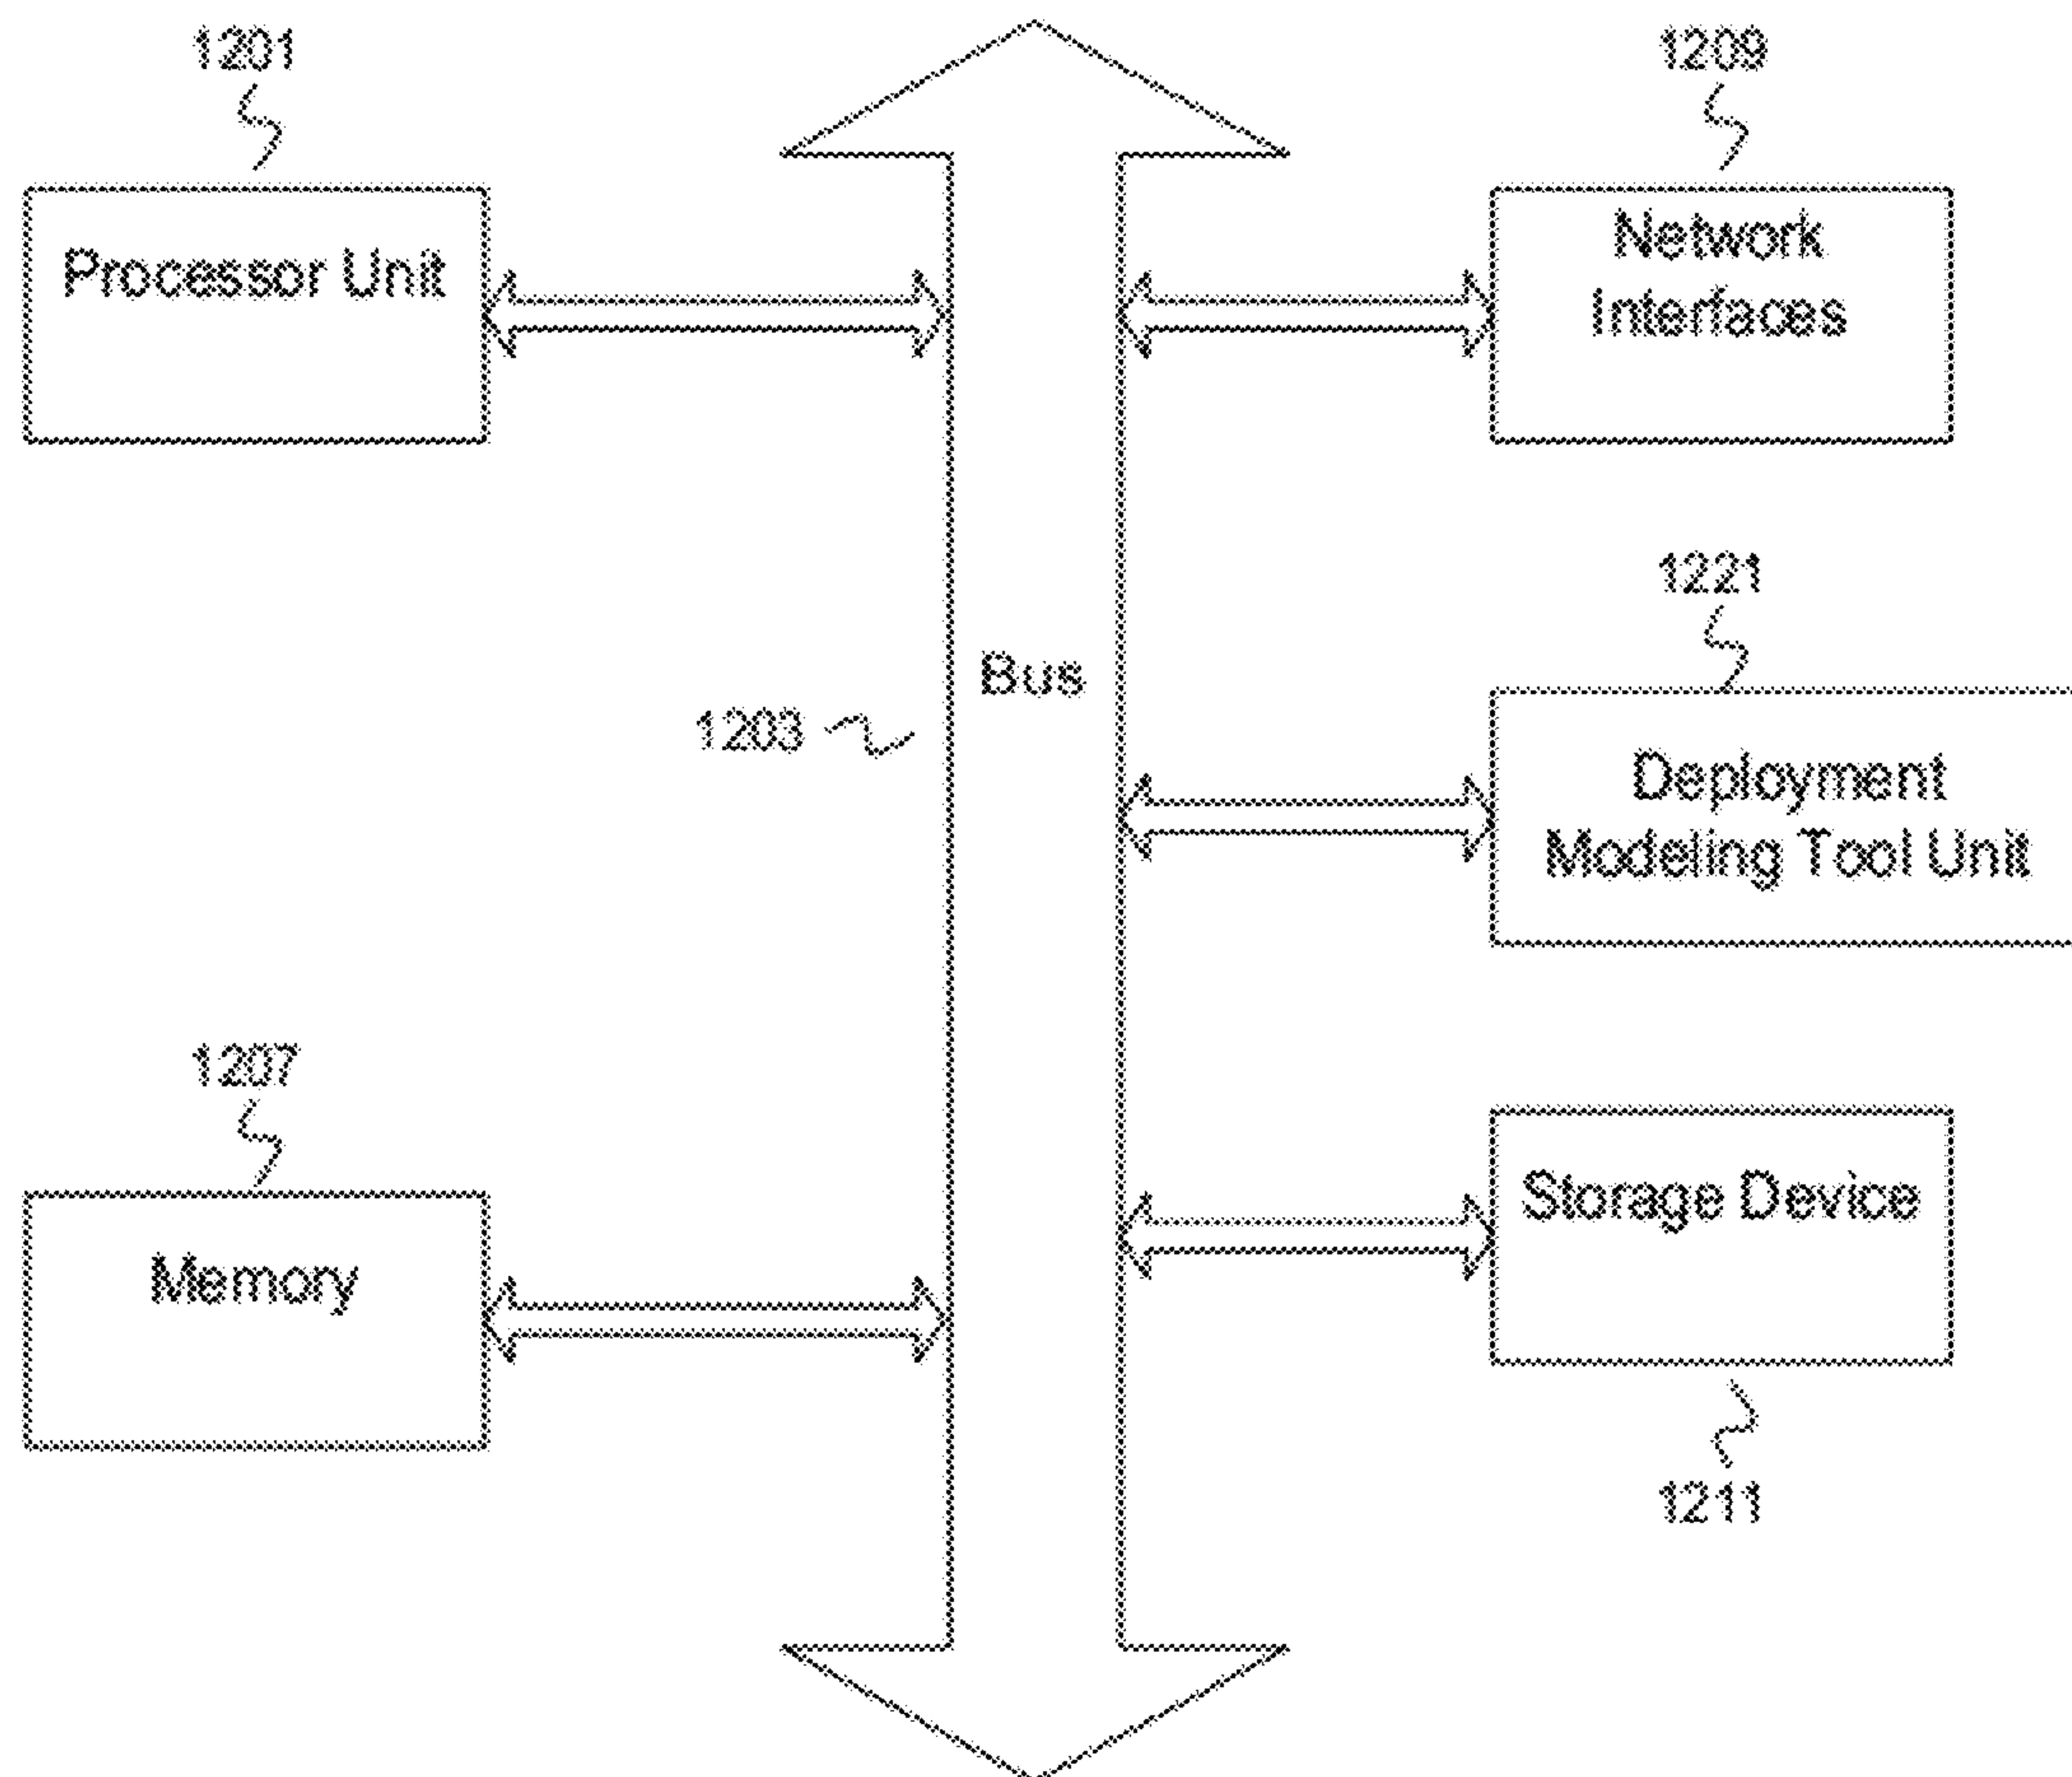 1201
Processor Unit
1209
Network
Interfaces
Bus
1203
1221
Deployment
Modeling Tool Unit
1207
Memory
Storage Device
1211